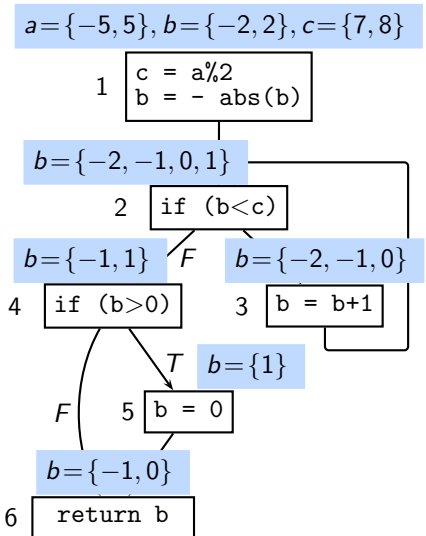 a={−5,5}, b={−2,2}, c={7,8}
1
c = a%2
b = - abs(b)
b={−2,−1,0,1}
2
if (b<c)
b={−1,1}
F
b={−2,−1,0}
4
if (b>0)
3
b = b+1
T
b={1}
F
5
b = 0
b={−1,0}
6
return b